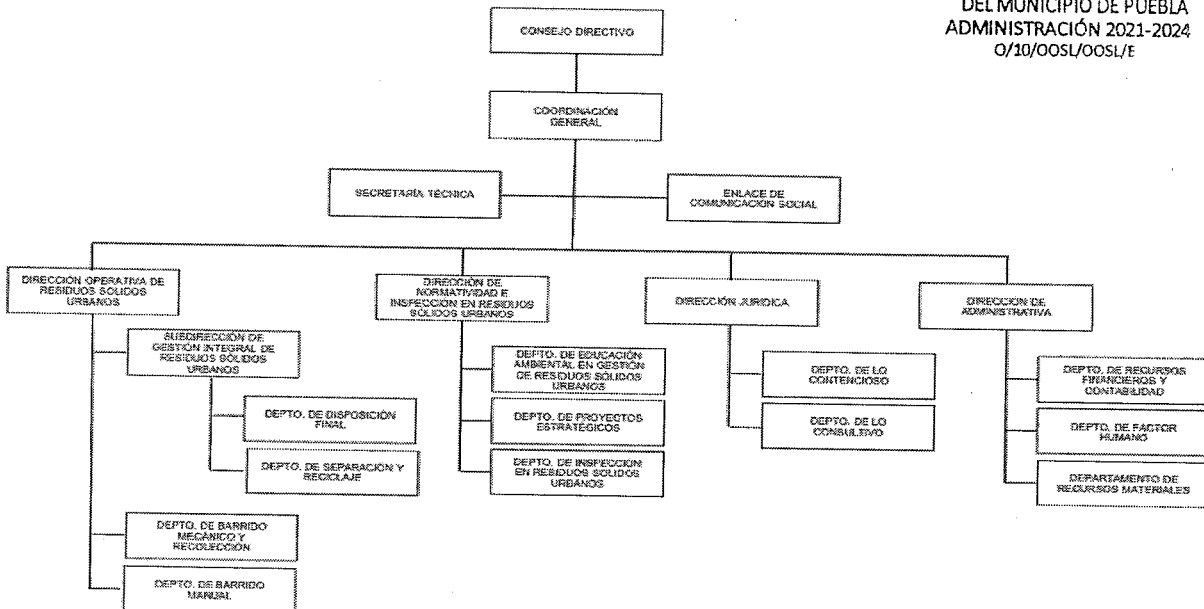 DEL MUNICIPIO DE PUEBLA
ADMINISTRACIÓN 2021-2024
O/10/OOSL/OOSL/E
CONSEJO DIRECTIVO
COORDINACIÓN
GENERAL
SECRETARÍA TÉCNICA
ENLACE DE
COMUNICACIÓN SOCIAL
DIRECCIÓN OPERATIVA DE
RESIDUOS SÓLIDOS
URBANOS
SUBDIRECCIÓN DE
GESTIÓN INTEGRAL DE
RESIDUOS SÓLIDOS
URBANOS
DEPTO. DE DISPOSICIÓN
FINAL
DEPTO. DE SEPARACIÓN Y
RECICLAJE
DEPTO. DE BARRIDO
MECÁNICO Y
RECOLECCIÓN
DEPTO. DE BARRIDO
MANUAL
DIRECCIÓN DE
NORMATIVIDAD E
INSPECCIÓN EN RESIDUOS
SÓLIDOS URBANOS
DEPTO. DE EDUCACIÓN
AMBIENTAL EN GESTIÓN
DE RESIDUOS SÓLIDOS
URBANOS
DEPTO. DE PROYECTOS
ESTRATÉGICOS
DEPTO. DE INSPECCIÓN
EN RESIDUOS SÓLIDOS
URBANOS
DIRECCIÓN JURÍDICA
DEPTO. DE LO
CONTENCIOSO
DEPTO. DE LO
CONSULTIVO
DIRECCIÓN DE
ADMINISTRATIVA
DEPTO. DE RECURSOS
FINANCIEROS Y
CONTABILIDAD
DEPTO. DE FACTOR
HUMANO
DEPARTAMENTO DE
RECURSOS MATERIALES